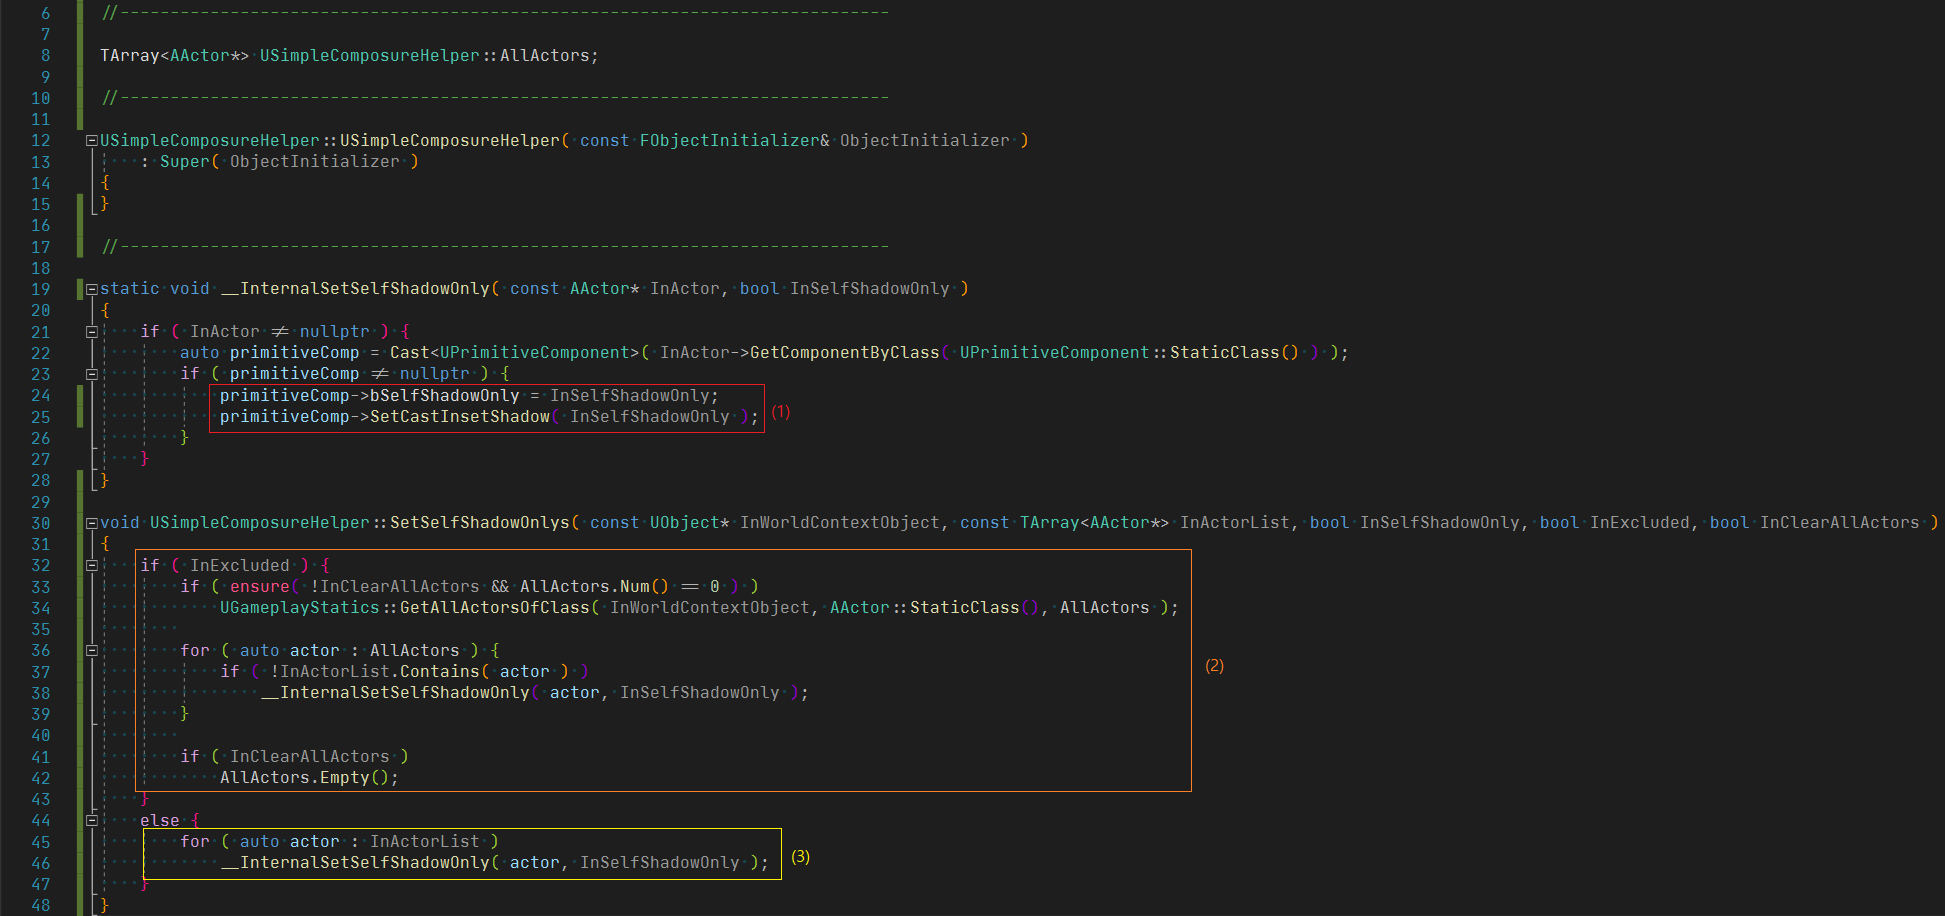 6 //-----------------------------------------------------------------------------
7
8 TArray<AActor*> USimpleComposureHelper::AllActors;
9
10 //-----------------------------------------------------------------------------
11
12 USimpleComposureHelper::USimpleComposureHelper( const FObjectInitializer& ObjectInitializer )
13     : Super( ObjectInitializer )
14 {
15 }
16
17 //-----------------------------------------------------------------------------
18
19 static void __InternalSetSelfShadowOnly( const AActor* InActor, bool InSelfShadowOnly )
20 {
21     if ( InActor != nullptr ) {
22         auto primitiveComp = Cast<UPrimitiveComponent>( InActor->GetComponentByClass( UPrimitiveComponent::StaticClass() ) );
23         if ( primitiveComp != nullptr ) {
24             primitiveComp->bSelfShadowOnly = InSelfShadowOnly;
25             primitiveComp->SetCastInsetShadow( InSelfShadowOnly ); (1)
26         }
27     }
28 }
29
30 void USimpleComposureHelper::SetSelfShadowOnlys( const UObject* InWorldContextObject, const TArray<AActor*> InActorList, bool InSelfShadowOnly, bool InExcluded, bool InClearAllActors )
31 {
32     if ( InExcluded ) {
33         if ( ensure( !InClearAllActors && AllActors.Num() == 0 ) )
34             UGameplayStatics::GetAllActorsOfClass( InWorldContextObject, AActor::StaticClass(), AllActors );
35
36         for ( auto actor : AllActors ) {
37             if ( !InActorList.Contains( actor ) ) (2)
38                 __InternalSetSelfShadowOnly( actor, InSelfShadowOnly );
39         }
40
41         if ( InClearAllActors )
42             AllActors.Empty();
43     }
44     else {
45         for ( auto actor : InActorList )
46             __InternalSetSelfShadowOnly( actor, InSelfShadowOnly ); (3)
47     }
48 }